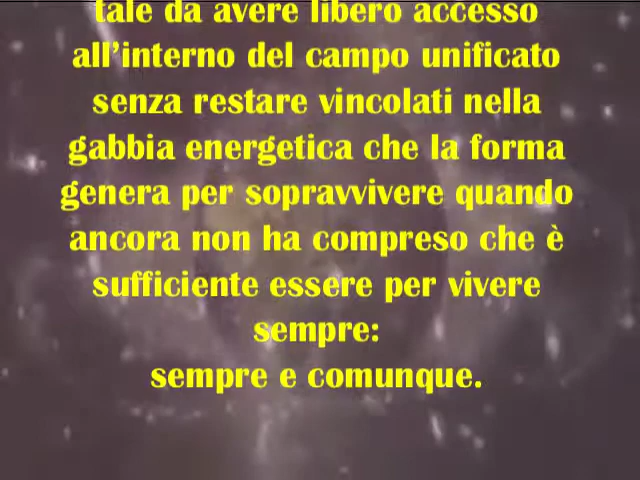 tale da avere libero accesso
all’interno del campo unificato
senza restare vincolati nella
gabbia energetica che la forma
genera per sopravvivere quando
ancora non ha compreso che è
sufficiente essere per vivere
sempre:
sempre e comunque.